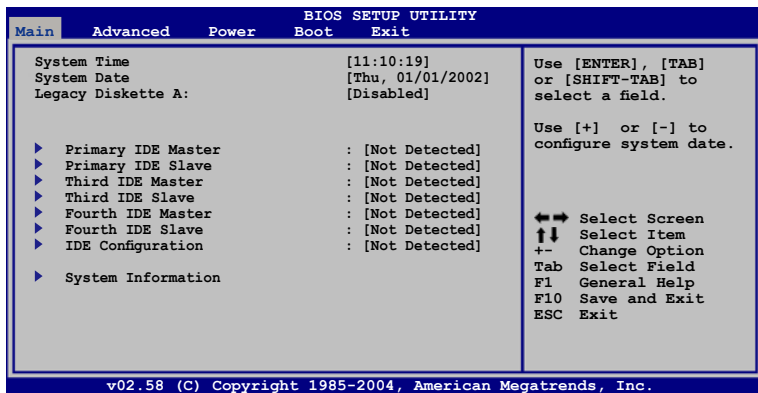 BIOS SETUP UTILITY
Main Advanced Power Boot Exit
System Time [11:10:19]
System Date [Thu, 01/01/2002]
Legacy Diskette A: [Disabled]
Primary IDE Master : [Not Detected]
Primary IDE Slave : [Not Detected]
Third IDE Master : [Not Detected]
Third IDE Slave : [Not Detected]
Fourth IDE Master : [Not Detected]
Fourth IDE Slave : [Not Detected]
IDE Configuration : [Not Detected]
System Information
Use [ENTER], [TAB]
or [SHIFT-TAB] to
select a field.
Use [+] or [-] to
configure system date.
Select Screen
Select Item
+- Change Option
Tab Select Field
F1 General Help
F10 Save and Exit
ESC Exit
v02.58 (C) Copyright 1985-2004, American Megatrends, Inc.